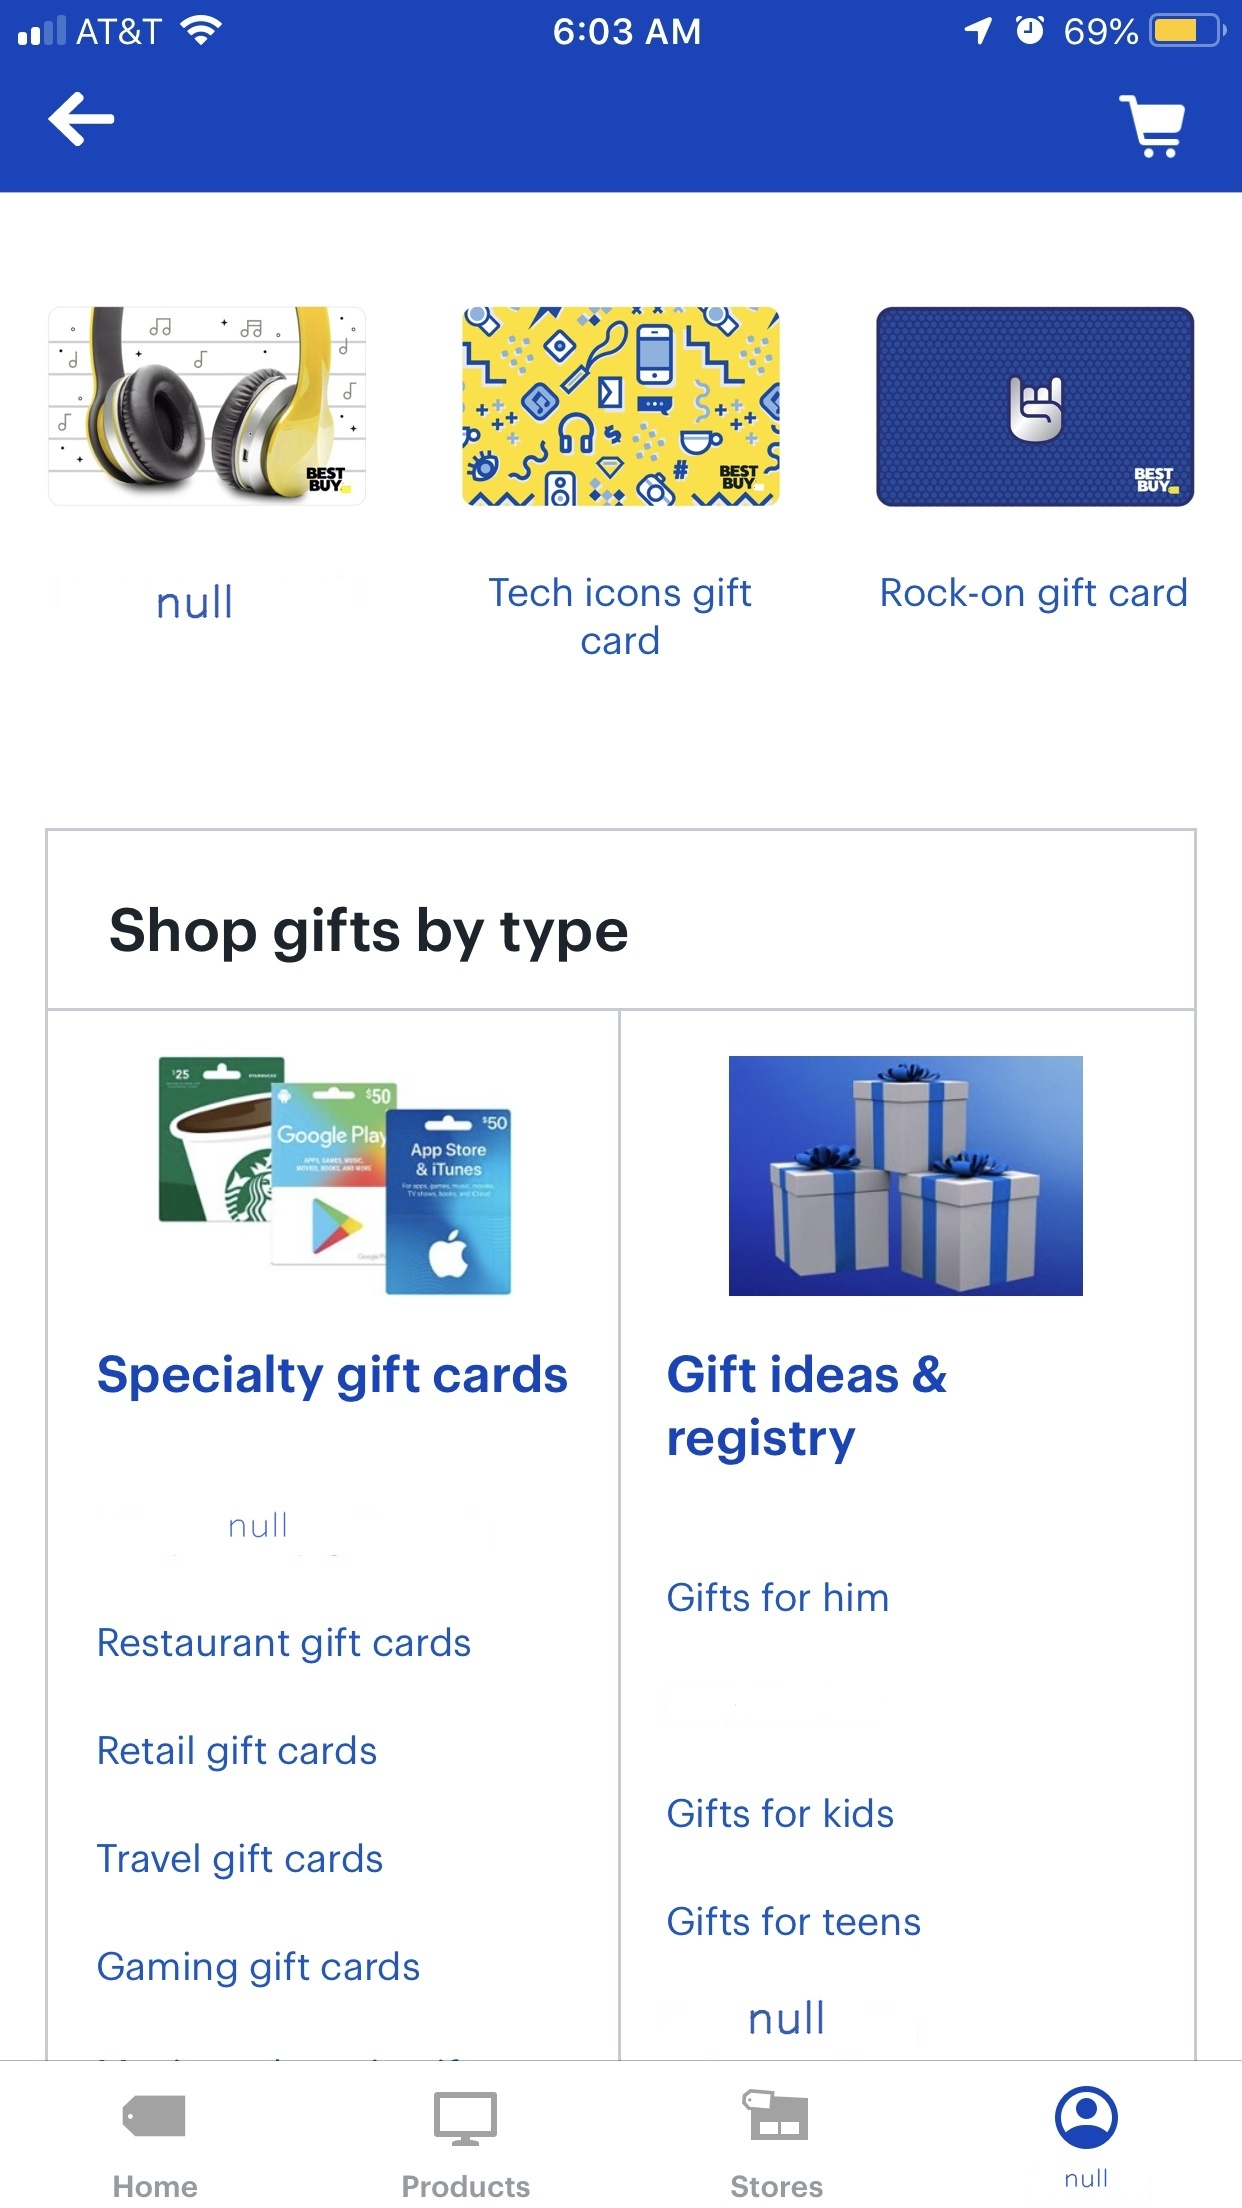 AT&T
6:03 AM
69%
BEST
BUY
BEST
BUY
BEST
BUY
null
Tech icons gift
card
Rock-on gift card
Shop gifts by type
$25
STARBUCKS
$50
Google Play
APPS, GAMES, MUSIC,
MOVIES, BOOKS, AND MORE
$50
App Store
& iTunes
For apps, games, music, movies,
TV shows, books, and iCloud
Specialty gift cards
null
Restaurant gift cards
Retail gift cards
Travel gift cards
Gaming gift cards
Gift ideas &
registry
Gifts for him
Gifts for kids
Gifts for teens
null
Home
Products
Stores
null